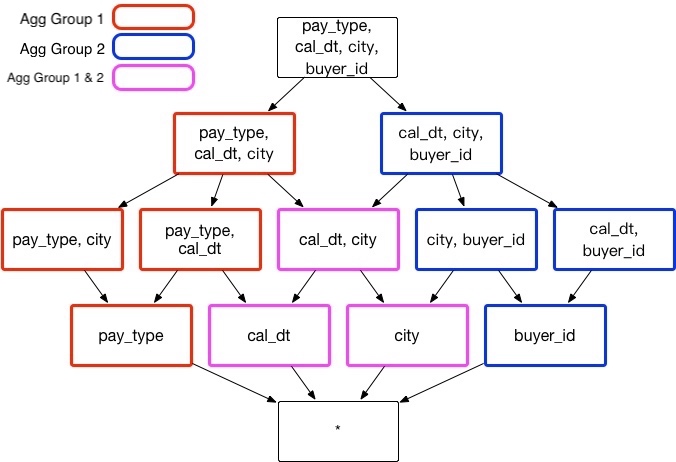 Agg Group 1
Agg Group 2
Agg Group 1 & 2
pay_type,
cal_dt, city,
buyer_id
pay_type,
cal_dt, city
cal_dt, city,
buyer_id
pay_type, city
pay_type,
cal_dt
cal_dt, city
city, buyer_id
cal_dt,
buyer_id
pay_type
cal_dt
city
buyer_id
*